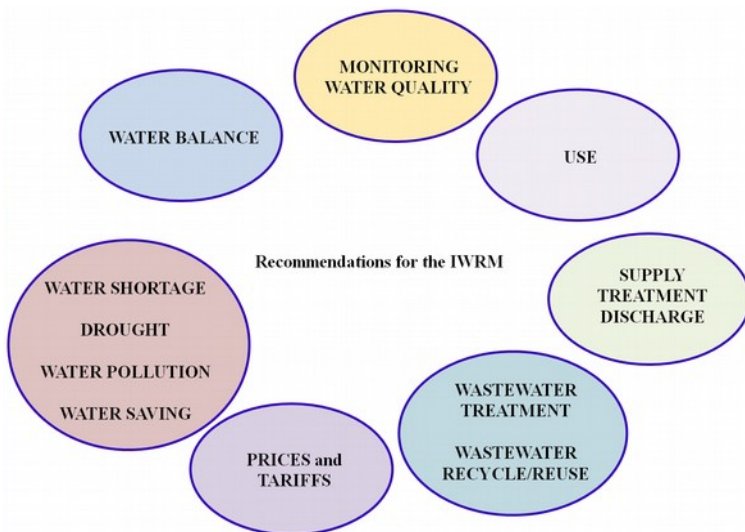 MONITORING
WATER QUALITY
WATER BALANCE
USE
Recommendations for the IWRM
SUPPLY
TREATMENT
DISCHARGE
WATER SHORTAGE
DROUGHT
WATER POLLUTION
WATER SAVING
WASTEWATER
TREATMENT
WASTEWATER
RECYCLE/REUSE
PRICES and
TARIFFS